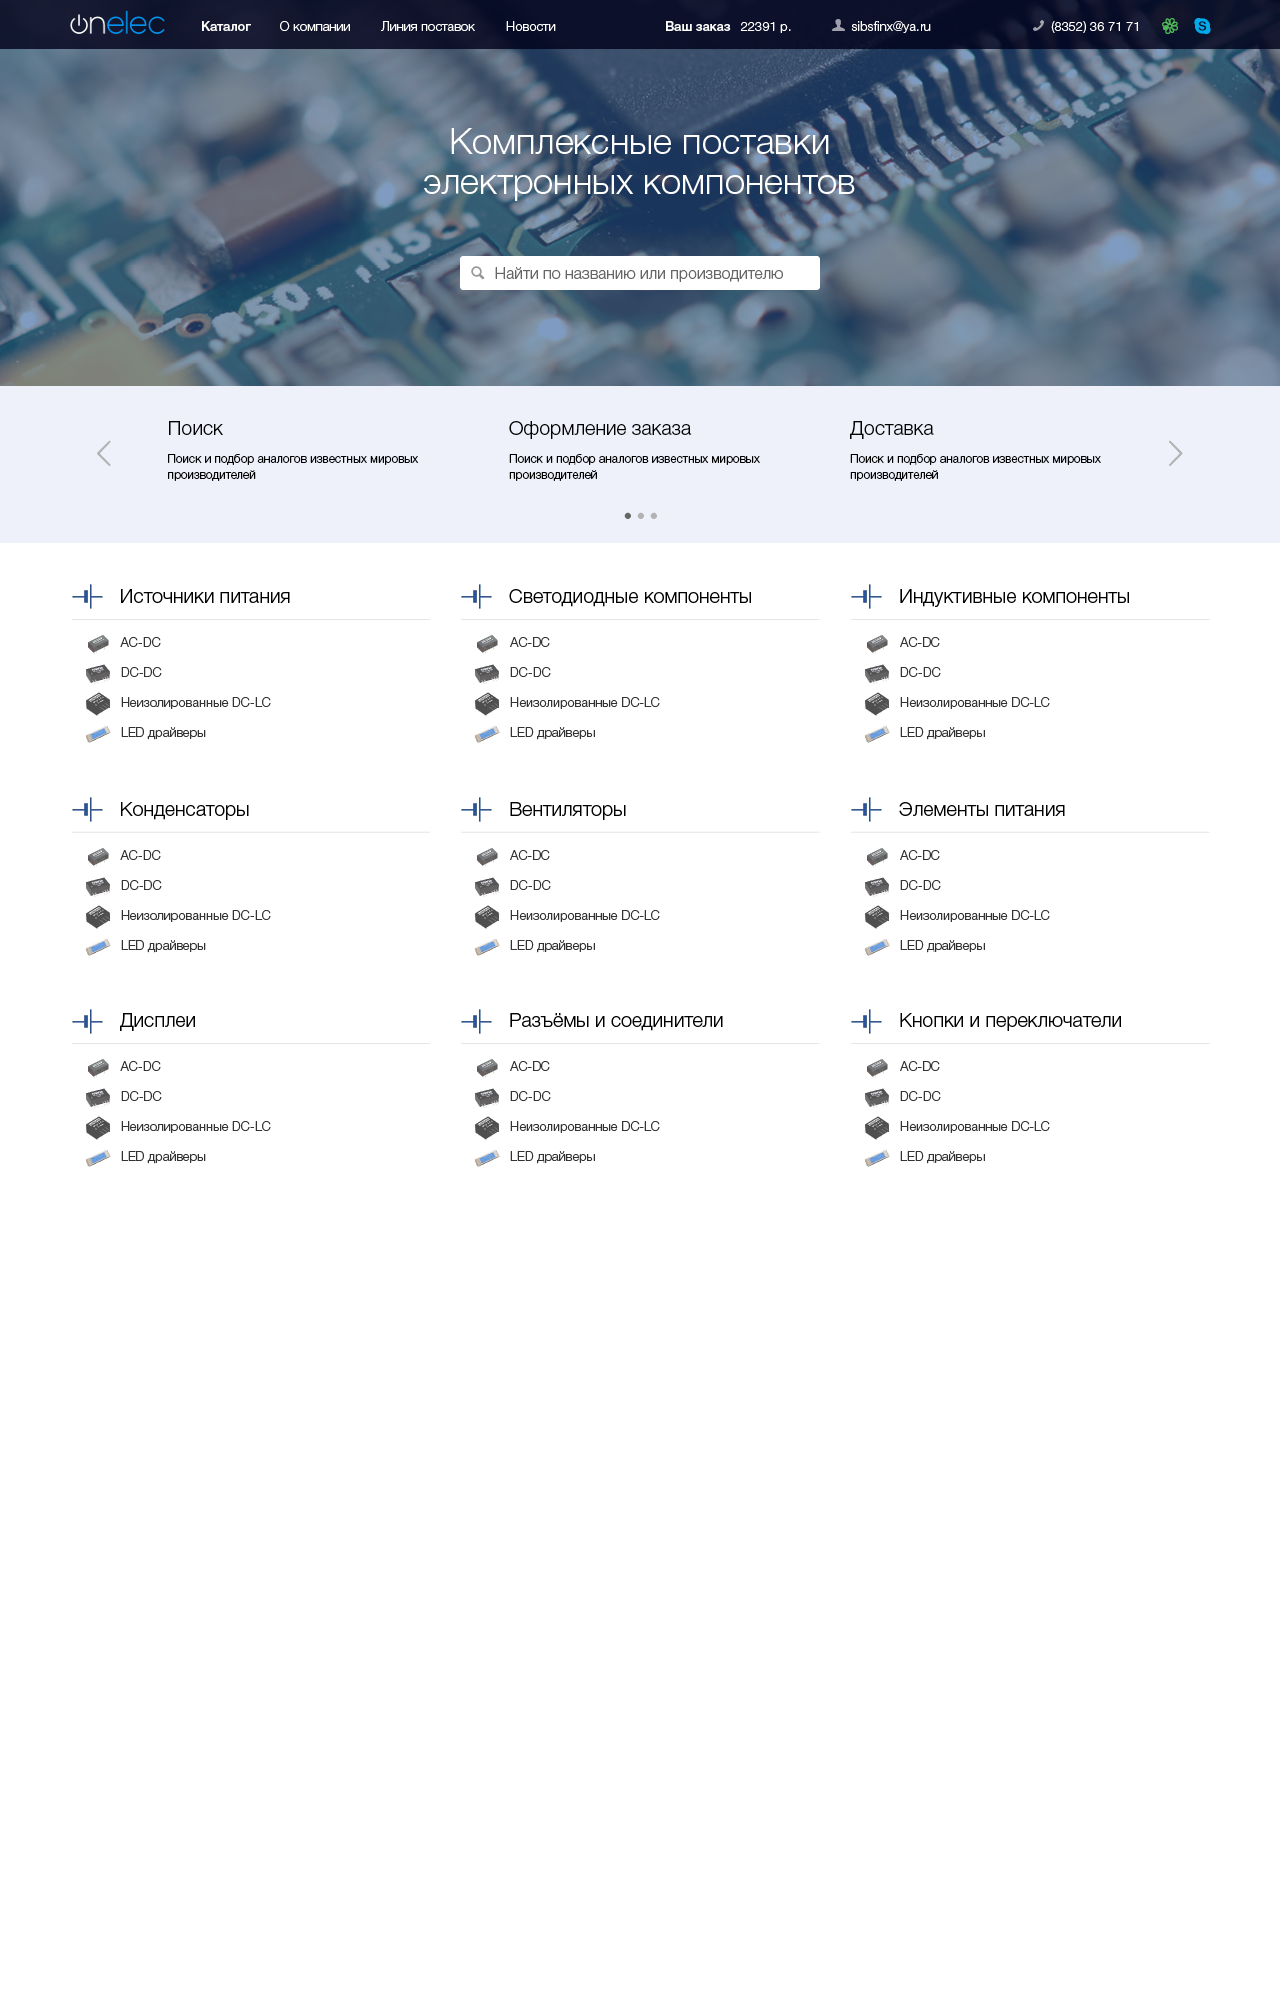 onelec Каталог О компании Линия поставок Новости Ваш заказ 22391 р. sibsfinx@ya.ru (8352) 36 71 71
Комплексные поставки
электронных компонентов
.IR5
R50.
Найти по названию или производителю
Поиск Оформление заказа Доставка
Поиск и подбор аналогов известных мировых Поиск и подбор аналогов известных мировых Поиск и подбор аналогов известных мировых
производителей производителей производителей
Источники питания Светодиодные компоненты Индуктивные компоненты
AC-DC AC-DC AC-DC
DC-DC DC-DC DC-DC
Неизолированные DC-LC Неизолированные DC-LC Неизолированные DC-LC
LED драйверы LED драйверы LED драйверы
Конденсаторы Вентиляторы Элементы питания
AC-DC AC-DC AC-DC
DC-DC DC-DC DC-DC
Неизолированные DC-LC Неизолированные DC-LC Неизолированные DC-LC
LED драйверы LED драйверы LED драйверы
Дисплеи Разъёмы и соединители Кнопки и переключатели
AC-DC AC-DC AC-DC
DC-DC DC-DC DC-DC
Неизолированные DC-LC Неизолированные DC-LC Неизолированные DC-LC
LED драйверы LED драйверы LED драйверы